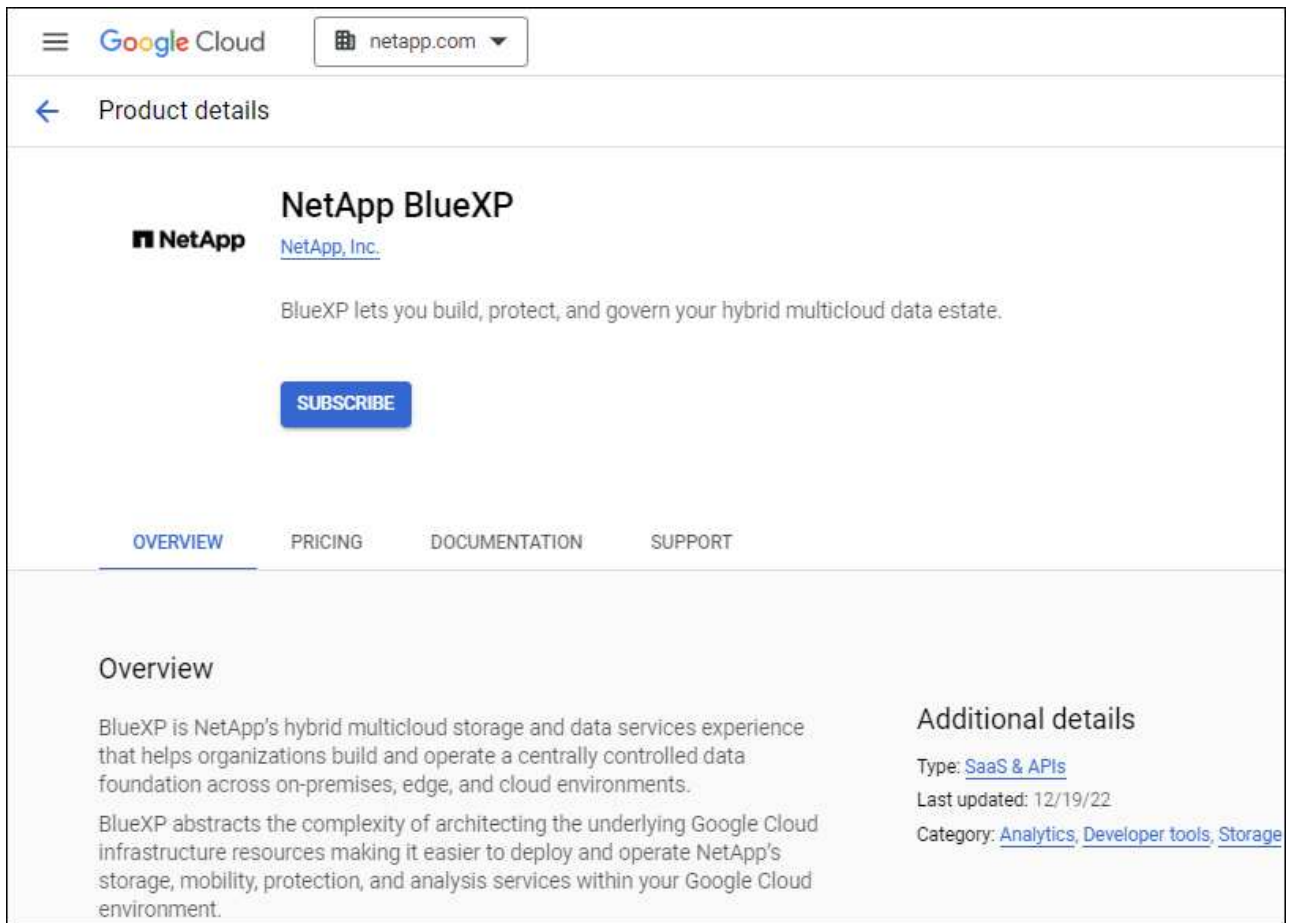 Google Cloud
netapp.com
Product details
NetApp
NetApp BlueXP
NetApp, Inc.
BlueXP lets you build, protect, and govern your hybrid multicloud data estate.
SUBSCRIBE
OVERVIEW PRICING DOCUMENTATION SUPPORT
Overview
BlueXP is NetApp's hybrid multicloud storage and data services experience
that helps organizations build and operate a centrally controlled data
foundation across on-premises, edge, and cloud environments.
BlueXP abstracts the complexity of architecting the underlying Google Cloud
infrastructure resources making it easier to deploy and operate NetApp's
storage, mobility, protection, and analysis services within your Google Cloud
environment.
Additional details
Type: SaaS & APIs
Last updated: 12/19/22
Category: Analytics, Developer tools, Storage